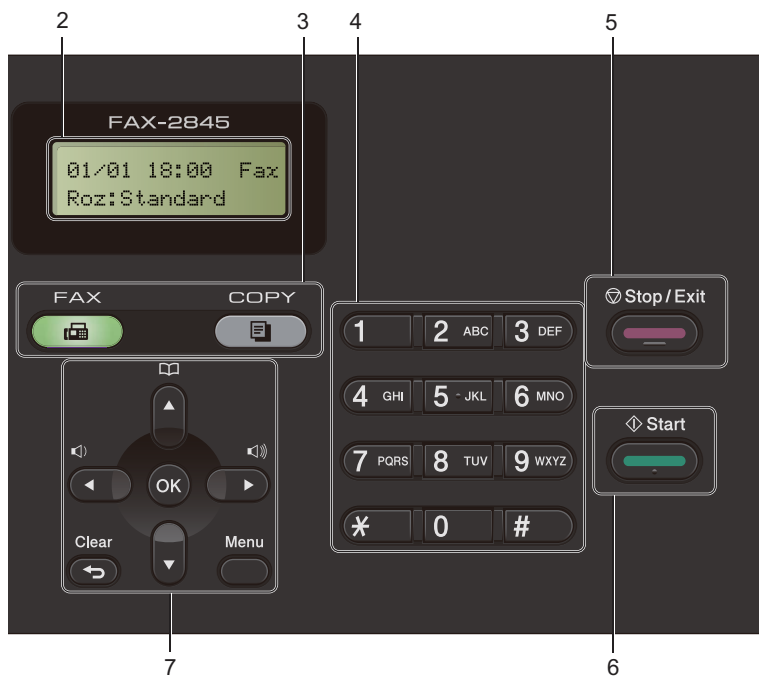 2 3 4 5
FAX-2845
01/01 18:00 Fax
Roz:Standard
FAX COPY
Stop/Exit
1 2 ABC 3 DEF
4 GHI 5 JKL 6 MNO
Start
7 PQRS 8 TUV 9 WXYZ
OK
* 0 #
Clear Menu
7 6